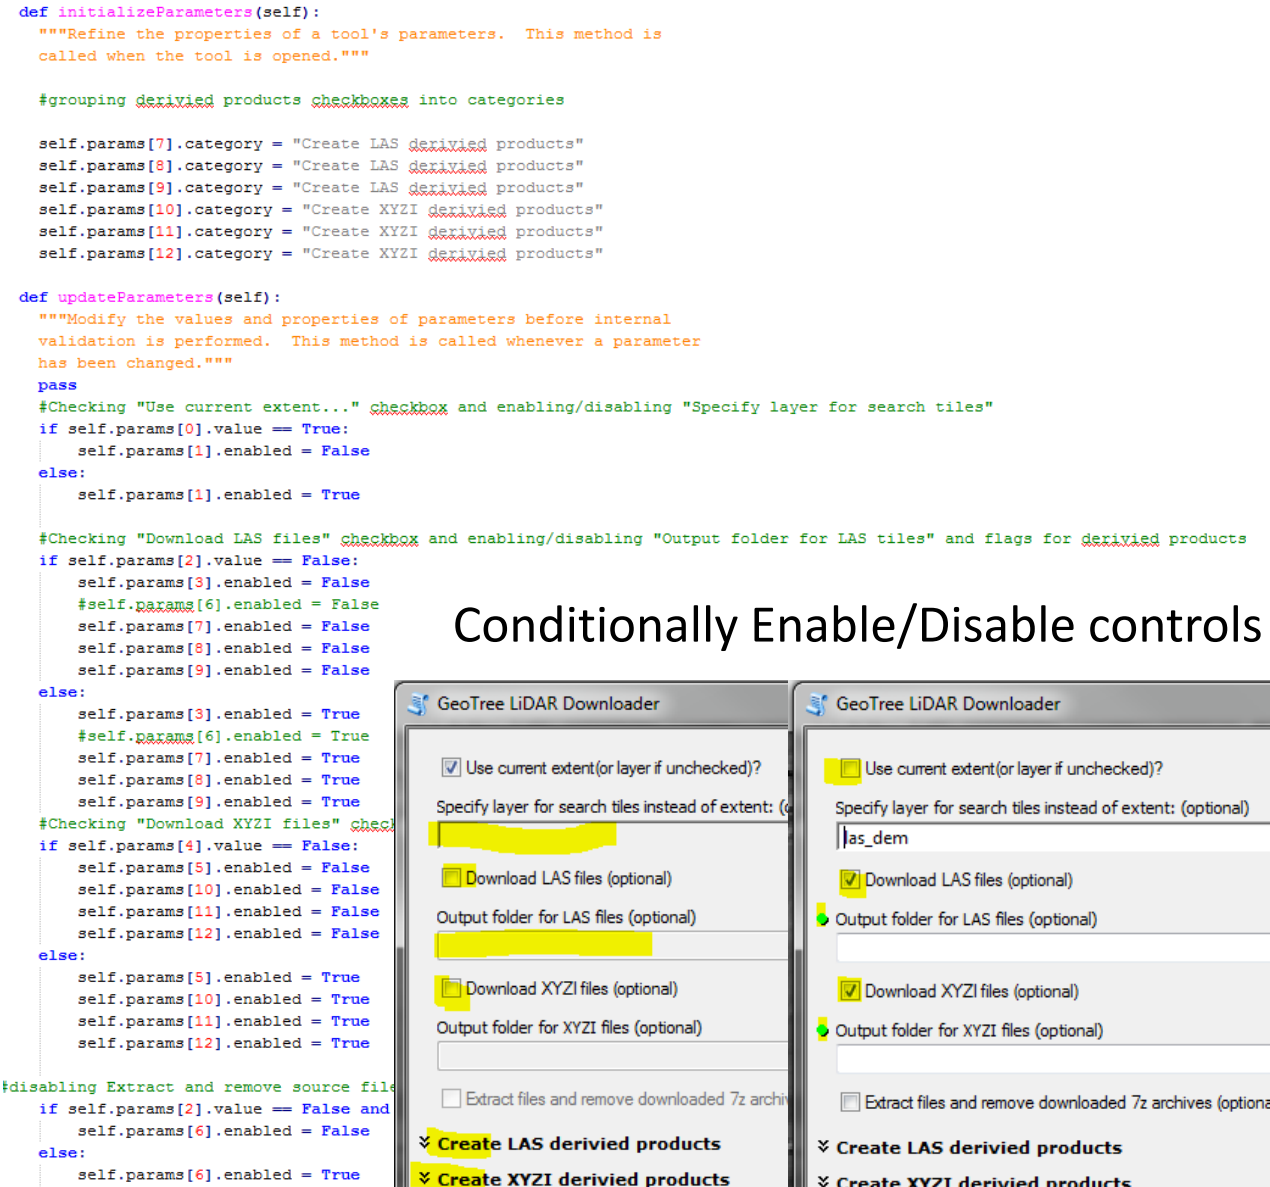 def initializeParameters(self):
"""Refine the properties of a tool's parameters.  This method is
called when the tool is opened."""
#grouping derivied products checkboxes into categories
self.params[7].category = "Create LAS derivied products"
self.params[8].category = "Create LAS derivied products"
self.params[9].category = "Create LAS derivied products"
self.params[10].category = "Create XYZI derivied products"
self.params[11].category = "Create XYZI derivied products"
self.params[12].category = "Create XYZI derivied products"
def updateParameters(self):
"""Modify the values and properties of parameters before internal
validation is performed.  This method is called whenever a parameter
has been changed."""
pass
#Checking "Use current extent..." checkbox and enabling/disabling "Specify layer for search tiles"
if self.params[0].value == True:
self.params[1].enabled = False
else:
self.params[1].enabled = True
#Checking "Download LAS files" checkbox and enabling/disabling "Output folder for LAS tiles" and flags for derivied products
if self.params[2].value == False:
self.params[3].enabled = False
#self.params[6].enabled = False
self.params[7].enabled = False
self.params[8].enabled = False
self.params[9].enabled = False
else:
self.params[3].enabled = True
#self.params[6].enabled = True
self.params[7].enabled = True
self.params[8].enabled = True
self.params[9].enabled = True
#Checking "Download XYZI files" check
if self.params[4].value == False:
self.params[5].enabled = False
self.params[10].enabled = False
self.params[11].enabled = False
self.params[12].enabled = False
else:
self.params[5].enabled = True
self.params[10].enabled = True
self.params[11].enabled = True
self.params[12].enabled = True
#disabling Extract and remove source file
if self.params[2].value == False and
self.params[6].enabled = False
else:
self.params[6].enabled = True
Conditionally Enable/Disable controls
GeoTree LiDAR Downloader
Use current extent(or layer if unchecked)?
Specify layer for search tiles instead of extent:
Download LAS files (optional)
Output folder for LAS files (optional)
Download XYZI files (optional)
Output folder for XYZI files (optional)
Extract files and remove downloaded 7z archiv
Create LAS derivied products
Create XYZI derivied products
GeoTree LiDAR Downloader
Use current extent(or layer if unchecked)?
Specify layer for search tiles instead of extent: (optional)
las_dem
Download LAS files (optional)
Output folder for LAS files (optional)
Download XYZI files (optional)
Output folder for XYZI files (optional)
Extract files and remove downloaded 7z archives (optiona
Create LAS derivied products
Create XYZI derivied products